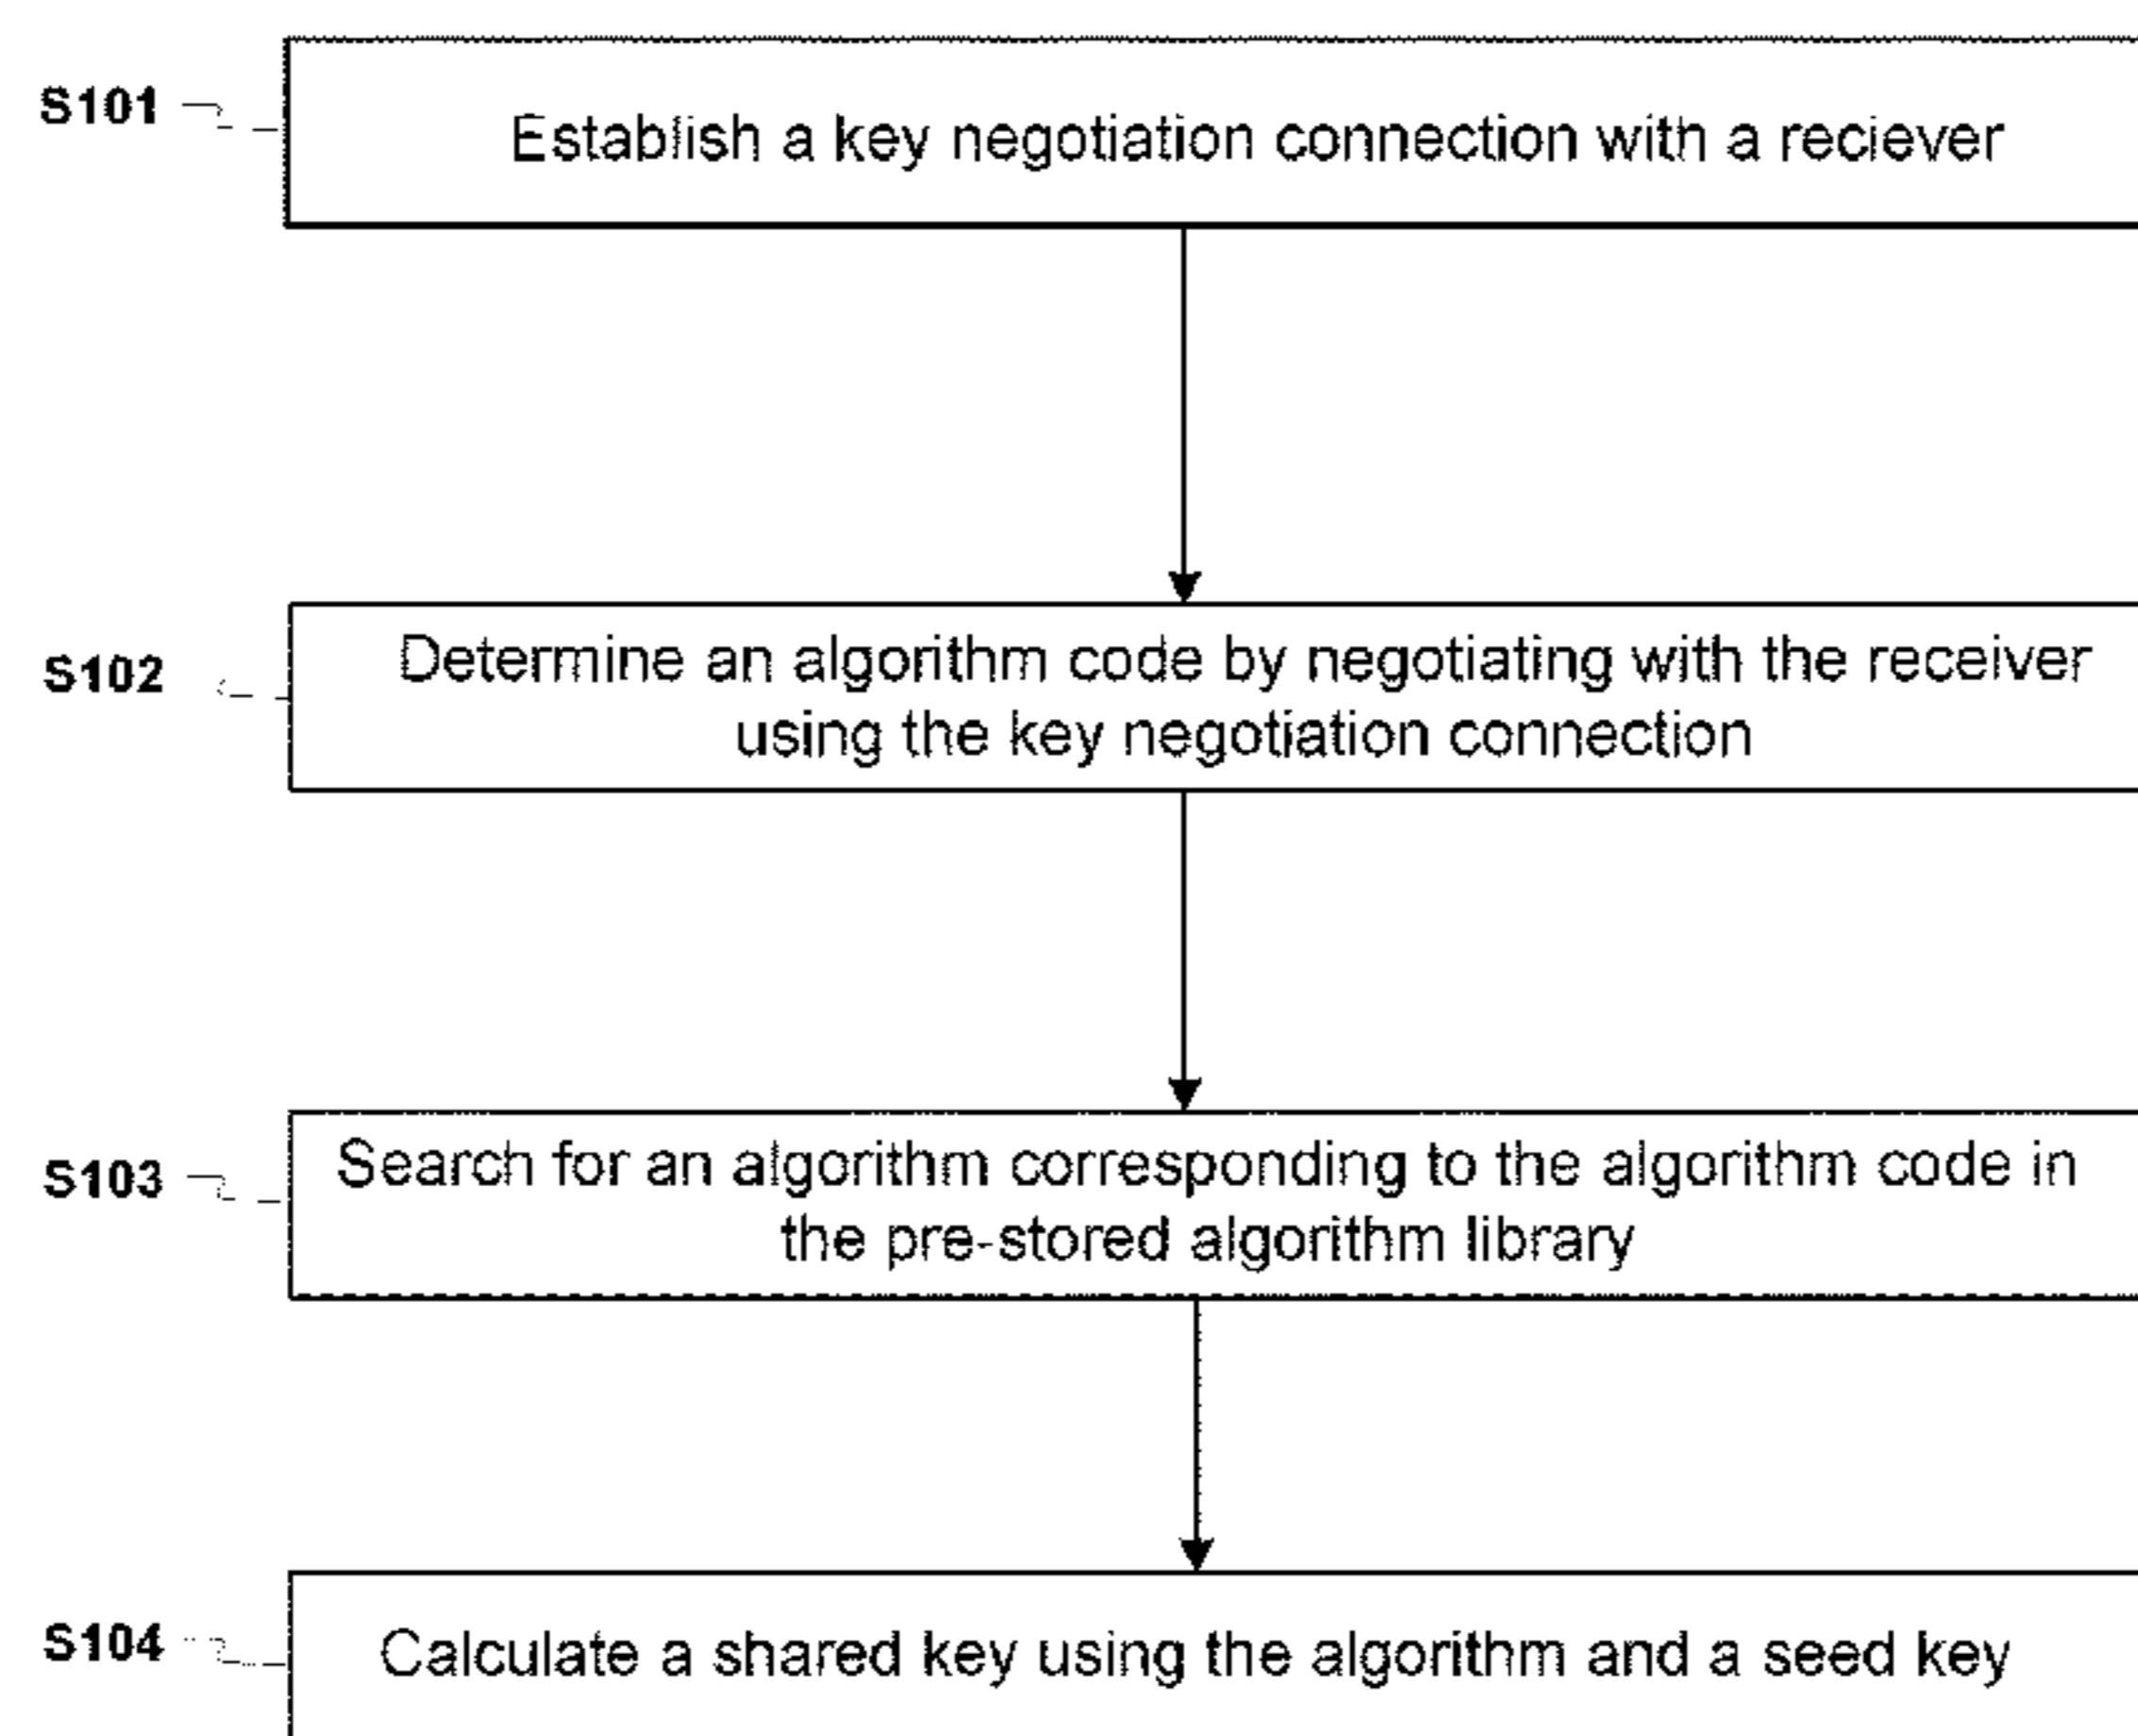 S101
Establish a key negotiation connection with a reciever
S102
Determine an algorithm code by negotiating with the receiver
using the key negotiation connection
S103
Search for an algorithm corresponding to the algorithm code in
the pre-stored algorithm library
S104
Calculate a shared key using the algorithm and a seed key